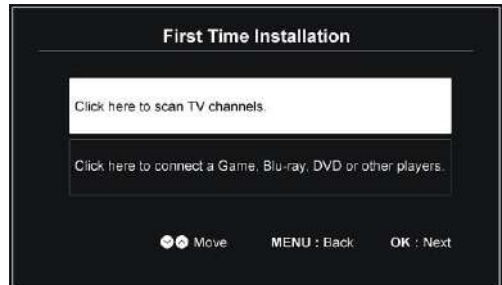 First Time Installation
Click here to scan TV channels.
Click here to connect a Game, Blu-ray, DVD or other players.
Move MENU : Back OK : Next